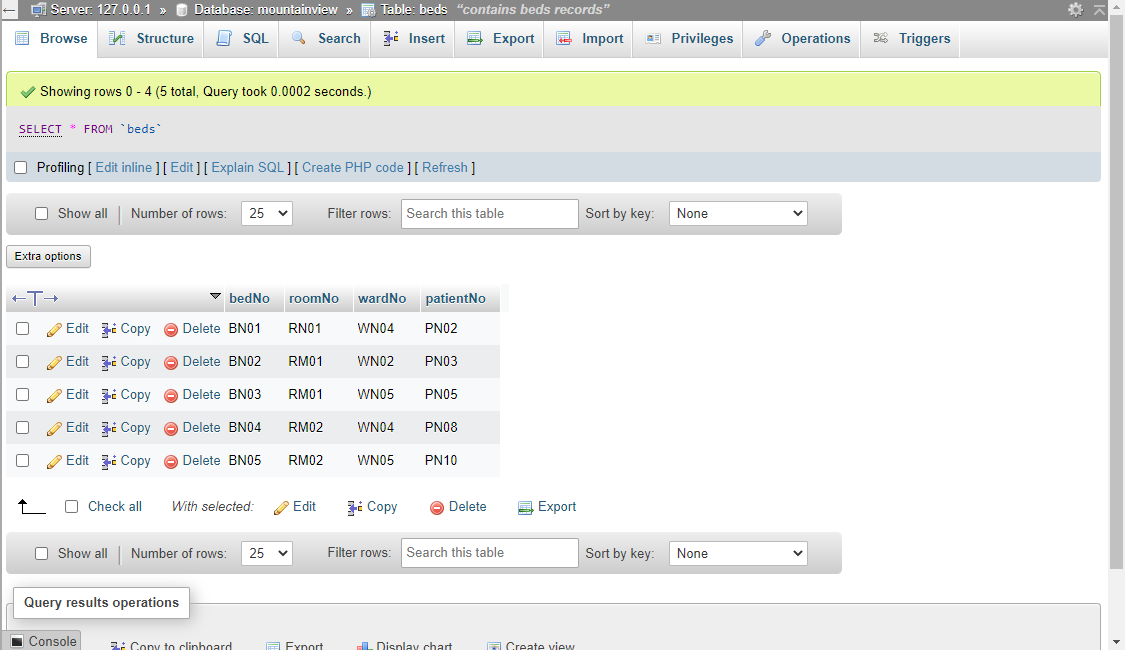 Server: 127.0.0.1 » Database: mountainview » Table: beds "contains beds records"
Browse Structure SQL Search Insert Export Import Privileges Operations Triggers
Showing rows 0 - 4 (5 total, Query took 0.0002 seconds.)
SELECT * FROM `beds`
Profiling [ Edit inline ] [ Edit ] [ Explain SQL ] [ Create PHP code ] [ Refresh ]
Show all | Number of rows: 25 Filter rows: Search this table Sort by key: None
Extra options
←T→ bedNo roomNo wardNo patientNo
Edit Copy Delete BN01 RN01 WN04 PN02
Edit Copy Delete BN02 RM01 WN02 PN03
Edit Copy Delete BN03 RM01 WN05 PN05
Edit Copy Delete BN04 RM02 WN04 PN08
Edit Copy Delete BN05 RM02 WN05 PN10
Check all With selected: Edit Copy Delete Export
Show all | Number of rows: 25 Filter rows: Search this table Sort by key: None
Query results operations
Console Copy to clipboard Export Display chart Create view